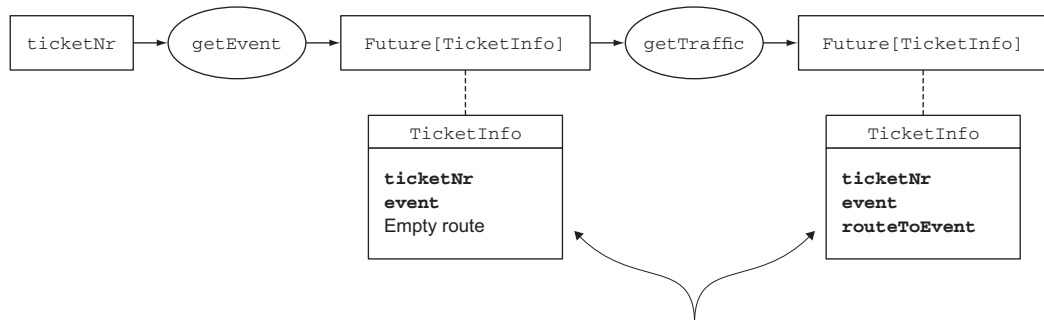 ticketNr
getEvent
Future[TicketInfo]
getTraffic
Future[TicketInfo]
TicketInfo
ticketNr
event
Empty route
TicketInfo
ticketNr
event
routeToEvent